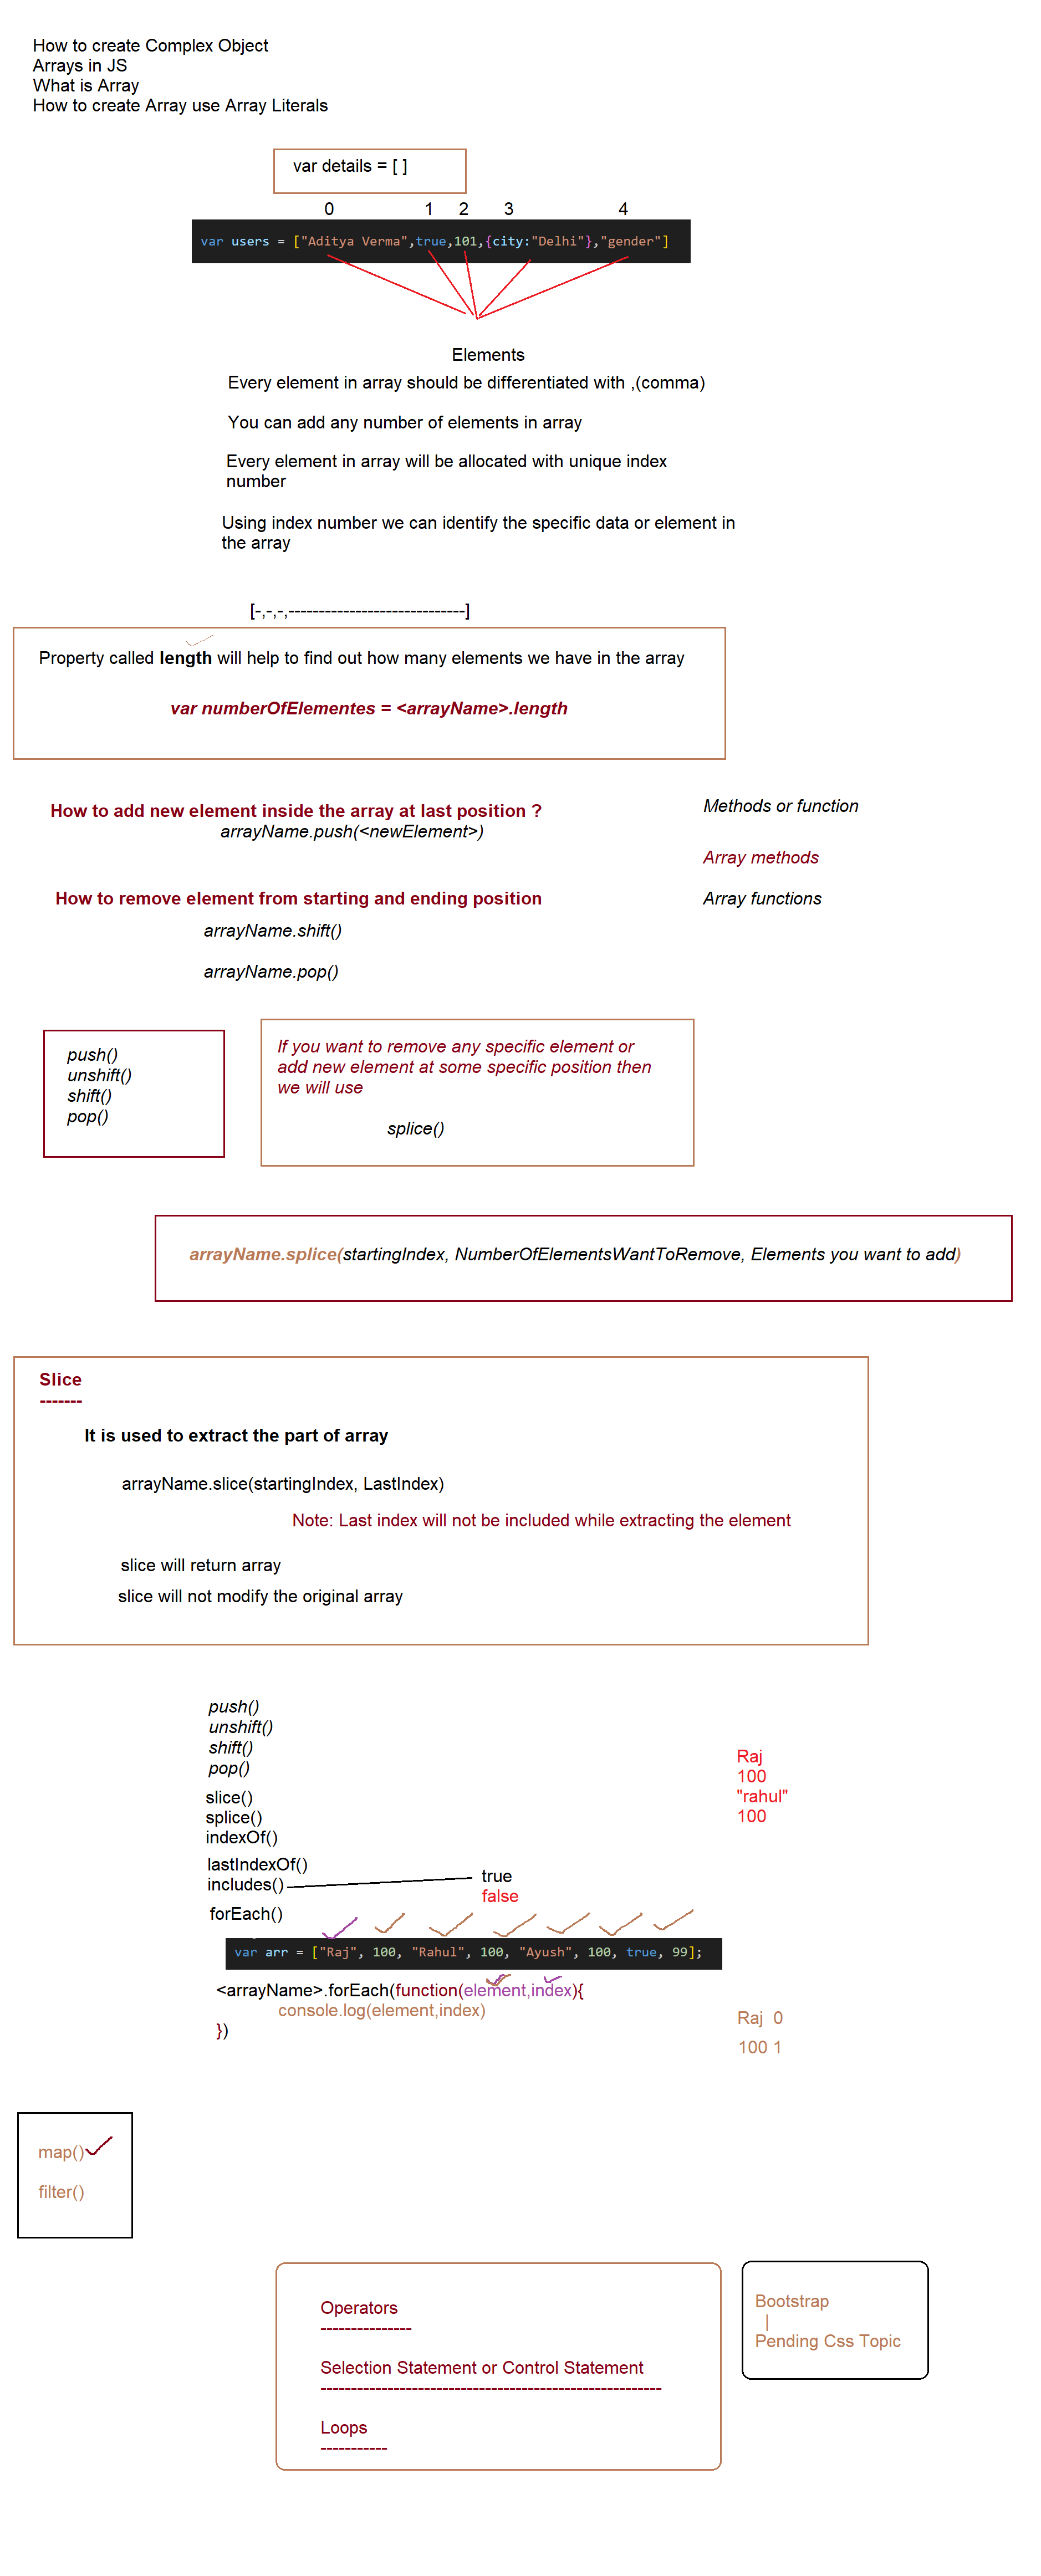 How to create Complex Object
Arrays in JS
What is Array
How to create Array use Array Literals
var details = [ ]
0 1 2 3 4
var users = ["Aditya Verma",true,101,{city:"Delhi"},"gender"]
Elements
Every element in array should be differentiated with ,(comma)
You can add any number of elements in array
Every element in array will be allocated with unique index
number
Using index number we can identify the specific data or element in
the array
[-,-,-,-----------------------------]
Property called length will help to find out how many elements we have in the array
var numberOfElementes = <arrayName>.length
How to add new element inside the array at last position ?
arrayName.push(<newElement>)
Methods or function
Array methods
How to remove element from starting and ending position
Array functions
arrayName.shift()
arrayName.pop()
push()
unshift()
shift()
pop()
If you want to remove any specific element or
add new element at some specific position then
we will use
splice()
arrayName.splice(startingIndex, NumberOfElementsWantToRemove, Elements you want to add)
Slice
-------
It is used to extract the part of array
arrayName.slice(startingIndex, LastIndex)
Note: Last index will not be included while extracting the element
slice will return array
slice will not modify the original array
push()
unshift()
shift()
pop()
slice()
splice()
indexOf()
lastIndexOf()
includes()
true
false
forEach()
Raj
100
"rahul"
100
var arr = ["Raj", 100, "Rahul", 100, "Ayush", 100, true, 99];
<arrayName>.forEach(function(element,index){
console.log(element,index)
})
Raj 0
100 1
map()
filter()
Operators
---------------
Selection Statement or Control Statement
--------------------------------------------------------
Loops
-----------
Bootstrap
|
Pending Css Topic